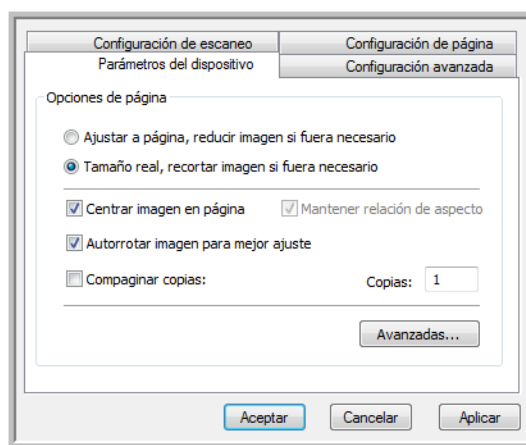 Configuración de escaneo
Configuración de página
Parámetros del dispositivo
Configuración avanzada
Opciones de página
Ajustar a página, reducir imagen si fuera necesario
Tamaño real, recortar imagen si fuera necesario
Centrar imagen en página
Mantener relación de aspecto
Autorrotar imagen para mejor ajuste
Compaginar copias:
Copias: 1
Avanzadas...
Aceptar
Cancelar
Aplicar